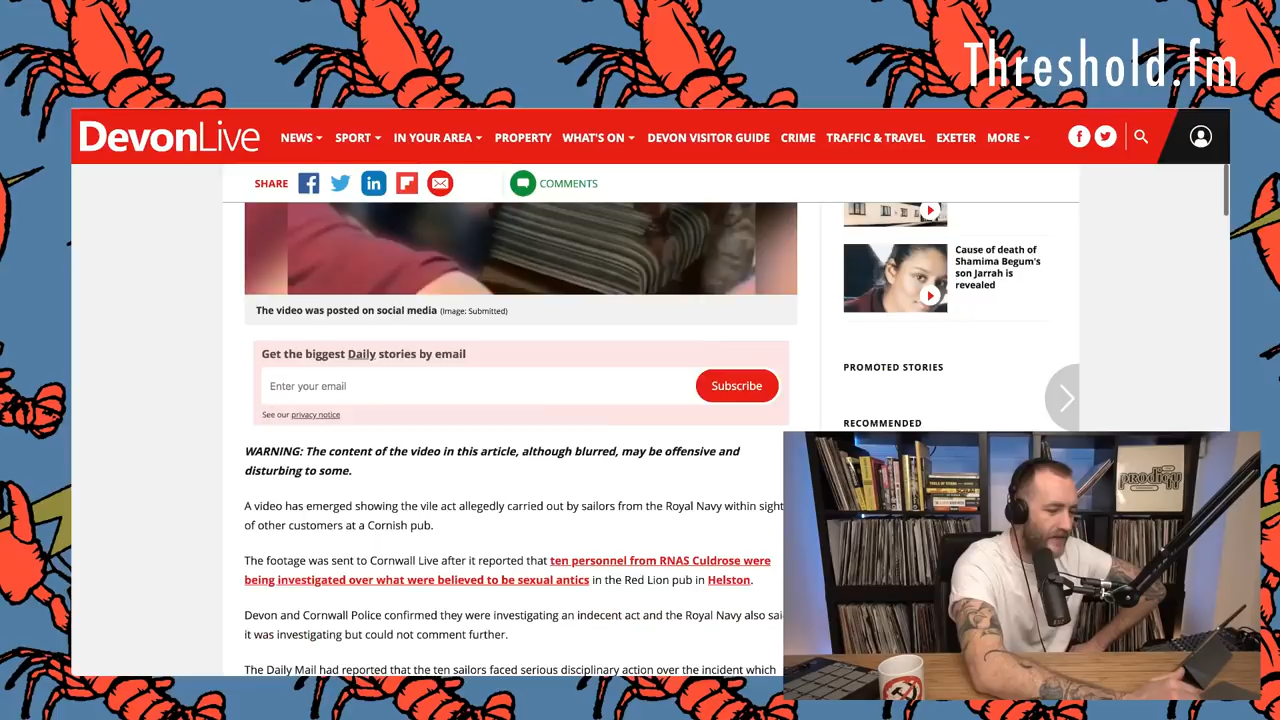 Threshold.fm
DevonLive
NEWS SPORT IN YOUR AREA PROPERTY WHAT'S ON DEVON VISITOR GUIDE CRIME TRAFFIC & TRAVEL EXETER MORE
SHARE COMMENTS
The video was posted on social media (Image: Submitted)
Get the biggest Daily stories by email
Enter your email
Subscribe
See our privacy notice
WARNING: The content of the video in this article, although blurred, may be offensive and
disturbing to some.
A video has emerged showing the vile act allegedly carried out by sailors from the Royal Navy within sight
of other customers at a Cornish pub.
The footage was sent to Cornwall Live after it reported that ten personnel from RNAS Culdrose were
being investigated over what were believed to be sexual antics in the Red Lion pub in Helston.
Devon and Cornwall Police confirmed they were investigating an indecent act and the Royal Navy also sai
it was investigating but could not comment further.
The Daily Mail had reported that the ten sailors faced serious disciplinary action over the incident which
Cause of death of
Shamima Begum's
son Jarrah is
revealed
PROMOTED STORIES
RECOMMENDED
prodigy